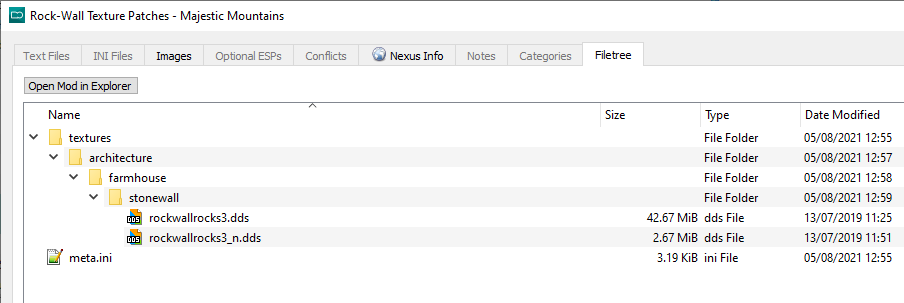 Rock-Wall Texture Patches - Majestic Mountains
Text Files INI Files Images Optional ESPs Conflicts Nexus Info Notes Categories Filetree
Open Mod in Explorer
Name Size Type Date Modified
textures File Folder 05/08/2021 12:55
architecture File Folder 05/08/2021 12:57
farmhouse File Folder 05/08/2021 12:58
stonewall File Folder 05/08/2021 12:59
DDS rockwallrocks3.dds 42.67 MiB dds File 13/07/2019 11:25
DDS rockwallrocks3_n.dds 2.67 MiB dds File 13/07/2019 11:51
meta.ini 3.19 KiB ini File 05/08/2021 12:55